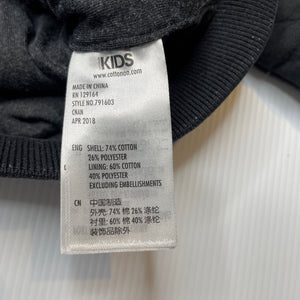 KIDS
www.cottonon.com
MADE IN CHINA
RN 129164
STYLE NO.791603
CNAN
APR 2018
ENG SHELL: 74% COTTON
26% POLYESTER
LINING: 60% COTTON
40% POLYESTER
EXCLUDING EMBELLISHMENTS
CN 中国制造
外壳: 74% 棉 26% 涤纶
衬里: 60% 棉 40% 涤纶
装饰品除外